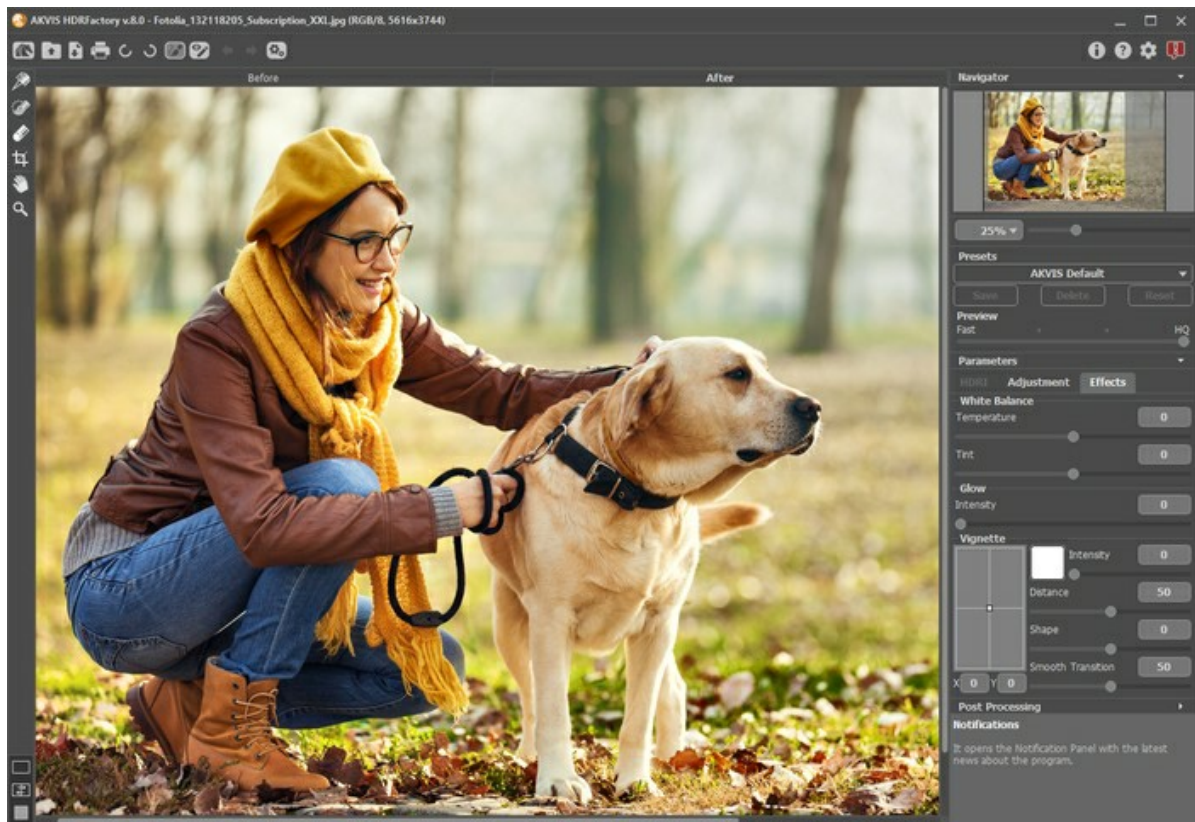 AKVIS HDRFactory v.8.0 - Fotolia_132118205_Subscription_XXL.jpg (RGB/8, 5616x3744)
Before
After
Navigator
25%
Presets
AKVIS Default
Save
Delete
Reset
Preview
Fast
HQ
Parameters
HDRI
Adjustment
Effects
White Balance
Temperature
0
Tint
0
Glow
Intensity
0
Vignette
Intensity
0
Distance
50
Shape
0
Smooth Transition
50
X 0 Y 0
Post Processing
Notifications
It opens the Notification Panel with the latest
news about the program.